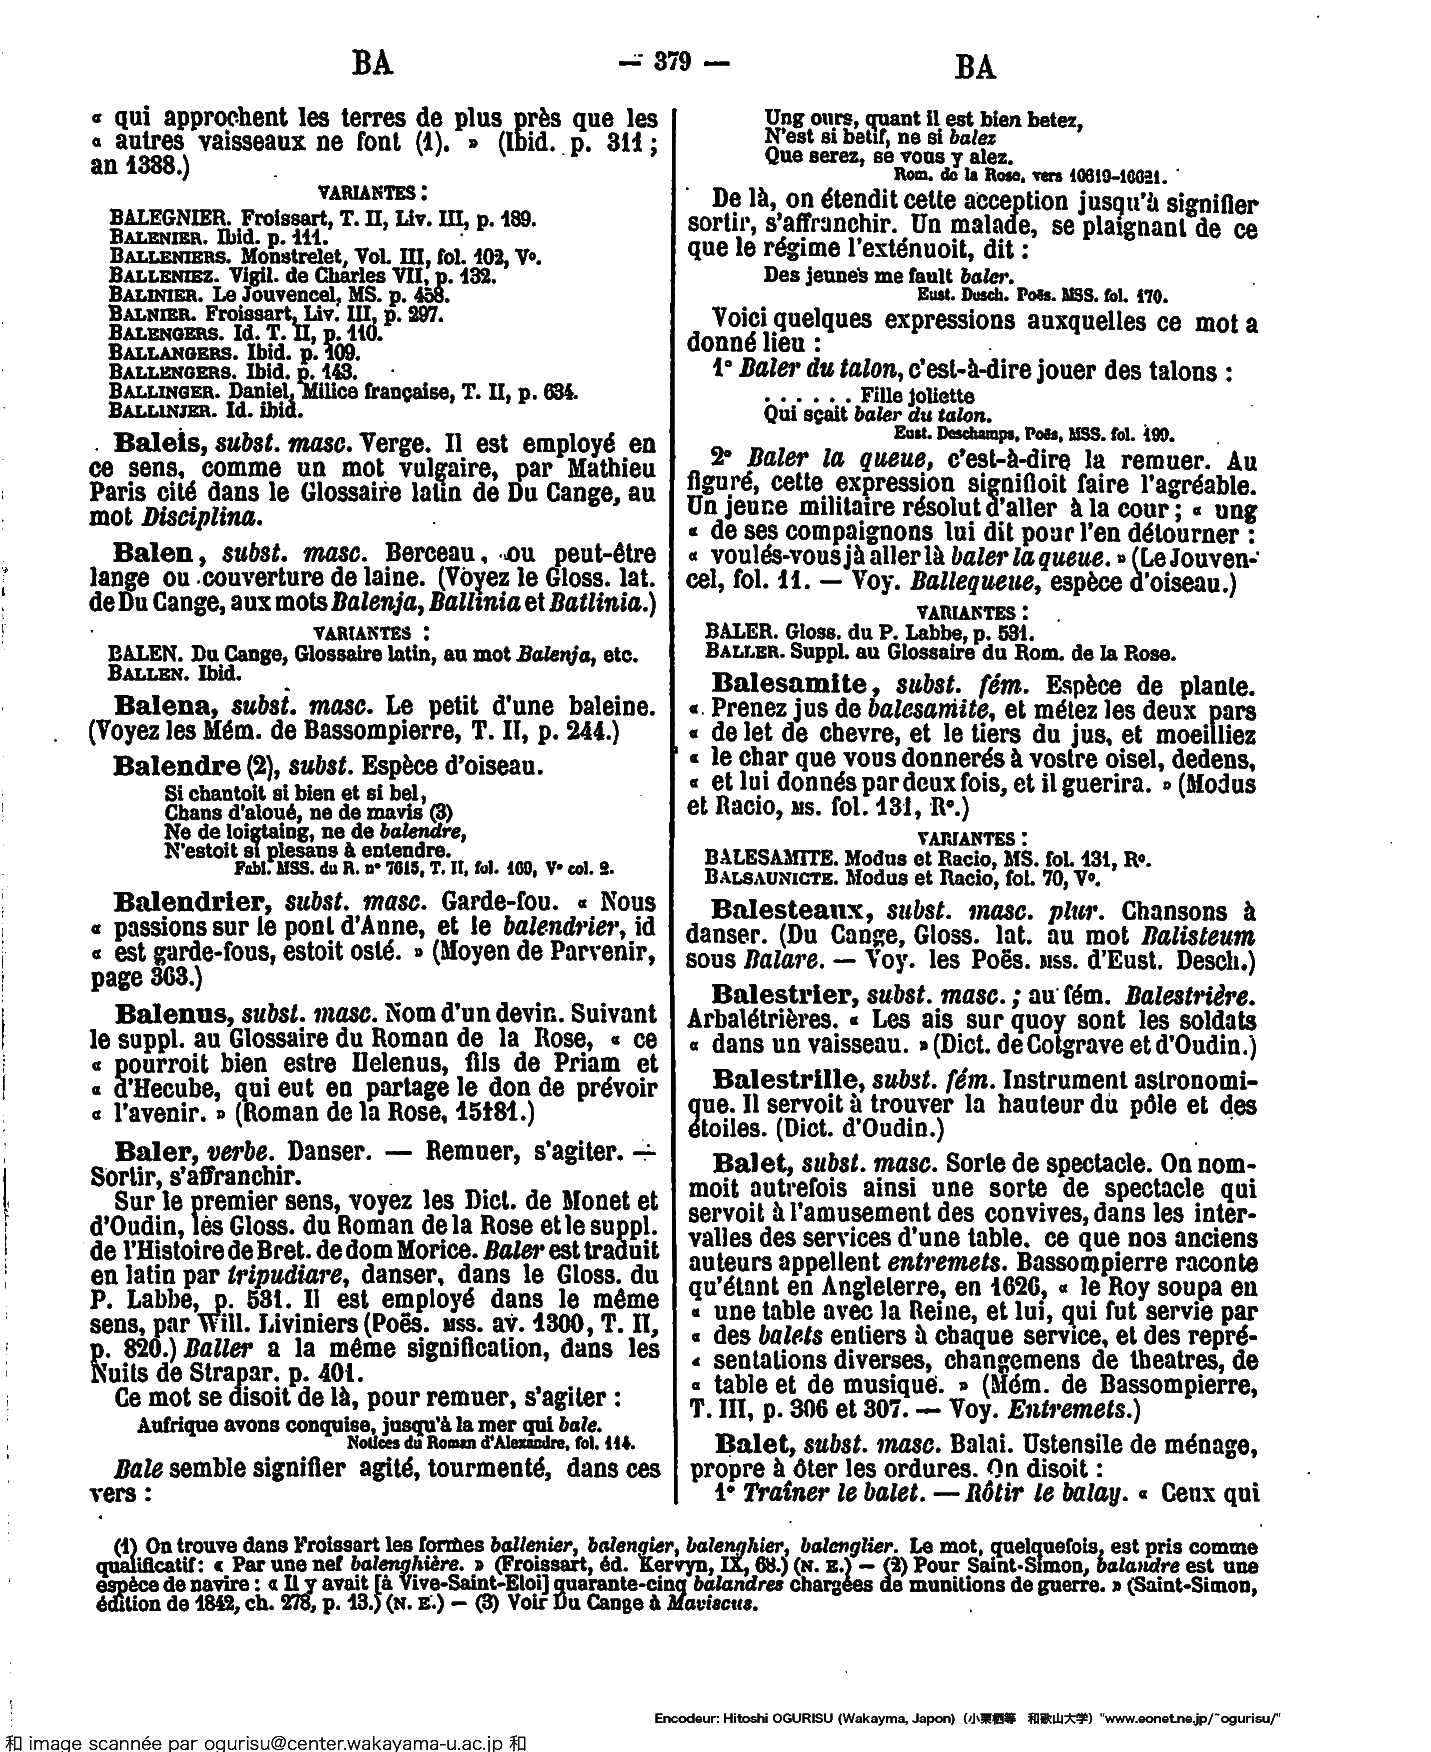 BA
— 379 —
BA
« qui approchent les terres de plus près que les
« autres vaisseaux ne font (1). » (Ibid. p. 311 ;
an 1388.)
VARIANTES :
BALEGNIER. Froissart, T. II, Liv. III, p. 189.
BALENIER. Ibid. p. 111.
BALLENIERS. Monstrelet, Vol. III, fol. 102, Vº.
BALLENIEZ. Vigil. de Charles VII, p. 132.
BALINIER. Le Jouvencel, MS. p. 458.
BALNIER. Froissart, Liv. III, p. 297.
BALENGERS. Id. T. II, p. 110.
BALLANGERS. Ibid. p. 109.
BALLENGERS. Ibid. p. 143.
BALLINGER. Daniel, Milice française, T. II, p. 634.
BALLINJER. Id. ibid.
Baleis, subst. masc. Verge. Il est employé en
ce sens, comme un mot vulgaire, par Mathieu
Paris cité dans le Glossaire latin de Du Cange, au
mot Disciplina.
Balen, subst. masc. Berceau, ou peut-être
lange ou couverture de laine. (Voyez le Gloss. lat.
de Du Cange, aux mots Balenja, Ballinia et Batlinia.)
VARIANTES :
BALEN. Du Cange, Glossaire latin, au mot Balenja, etc.
BALLEN. Ibid.
Balena, subst. masc. Le petit d'une baleine.
(Voyez les Mém. de Bassompierre, T. II, p. 244.)
Balendre (2), subst. Espèce d'oiseau.
Si chantoit si bien et si bel,
Chans d'aloué, ne de mavis (3)
Ne de loigtaing, ne de balendre,
N'estoit si plesans à entendre.
Fabl. MSS. du R. nº 7615, T. II, fol. 169, Vº col. 2.
Balendrier, subst. masc. Garde-fou. « Nous
« passions sur le pont d'Anne, et le balendrier, id
« est garde-fous, estoit osté. » (Moyen de Parvenir,
page 363.)
Balenus, subst. masc. Nom d'un devin. Suivant
le suppl. au Glossaire du Roman de la Rose, « ce
« pourroit bien estre Helenus, fils de Priam et
« d'Hecube, qui eut en partage le don de prévoir
« l'avenir. » (Roman de la Rose, 15181.)
Baler, verbe. Danser. — Remuer, s'agiter. —
Sortir, s'affranchir.
Sur le premier sens, voyez les Dict. de Monet et
d'Oudin, les Gloss. du Roman de la Rose et le suppl.
de l'Histoire de Bret. de dom Morice. Baler est traduit
en latin par tripudiare, danser, dans le Gloss. du
P. Labbe, p. 531. Il est employé dans le même
sens, par Will. Liviniers (Poës. MSS. av. 1300, T. II,
p. 820.) Baller a la même signification, dans les
Nuits de Strapar. p. 401.
Ce mot se disoit de là, pour remuer, s'agiter :
Aufrique avons conquise, jusqu'à la mer qui bale.
Notices du Roman d'Alexandre, fol. 114.
Bale semble signifier agité, tourmenté, dans ces
vers :
Ung ours, quant il est bien betez,
N'est si betif, ne si balez
Que serez, se vous y alez.
Rom. de la Rose, vers 10619-10621.
De là, on étendit cette acception jusqu'à signifier
sortir, s'affranchir. Un malade, se plaignant de ce
que le régime l'exténuoit, dit :
Des jeunes me fault baler.
Eust. Desch. Poës. MSS. fol. 170.
Voici quelques expressions auxquelles ce mot a
donné lieu :
1º Baler du talon, c'est-à-dire jouer des talons :
. . . . . . Fille joliette
Qui sçait baler du talon.
Eust. Deschamps, Poës, MSS. fol. 199.
2º Baler la queue, c'est-à-dire la remuer. Au
figuré, cette expression signifioit faire l'agréable.
Un jeune militaire résolut d'aller à la cour ; « ung
« de ses compaignons lui dit pour l'en détourner :
« voulés-vous jà aller là baler la queue. » (Le Jouven-
cel, fol. 11. — Voy. Ballequeue, espèce d'oiseau.)
VARIANTES :
BALER. Gloss. du P. Labbe, p. 531.
BALLER. Suppl. au Glossaire du Rom. de la Rose.
Balesamite, subst. fém. Espèce de plante.
« Prenez jus de balesamite, et métez les deux pars
« de let de chevre, et le tiers du jus, et moeilliez
« le char que vous donnerés à vostre oisel, dedens,
« et lui donnés par deux fois, et il guerira. » (Modus
et Racio, MS. fol. 131, Rº.)
VARIANTES :
BALESAMITE. Modus et Racio, MS. fol. 131, Rº.
BALSAUNICTE. Modus et Racio, fol. 70, Vº.
Balesteaux, subst. masc. plur. Chansons à
danser. (Du Cange, Gloss. lat. au mot Balisteum
sous Balare. — Voy. les Poës. MSS. d'Eust. Desch.)
Balestrier, subst. masc. ; au fém. Balestrière.
Arbalétrières. « Les ais sur quoy sont les soldats
« dans un vaisseau. » (Dict. de Cotgrave et d'Oudin.)
Balestrille, subst. fém. Instrument astronomi-
que. Il servoit à trouver la hauteur du pôle et des
étoiles. (Dict. d'Oudin.)
Balet, subst. masc. Sorte de spectacle. On nom-
moit autrefois ainsi une sorte de spectacle qui
servoit à l'amusement des convives, dans les inter-
valles des services d'une table, ce que nos anciens
auteurs appellent entremets. Bassompierre raconte
qu'étant en Angleterre, en 1626, « le Roy soupa en
« une table avec la Reine, et lui, qui fut servie par
« des balets entiers à chaque service, et des repré-
« sentations diverses, changemens de theatres, de
« table et de musique. » (Mém. de Bassompierre,
T. III, p. 306 et 307. — Voy. Entremets.)
Balet, subst. masc. Balai. Ustensile de ménage,
propre à ôter les ordures. On disoit :
1º Traîner le balet. — Rôtir le balay. « Ceux qui
(1) On trouve dans Froissart les formes ballenier, balengier, balenghier, balenglier. Le mot, quelquefois, est pris comme
qualificatif : « Par une nef balenghière. » (Froissart, éd. Kervyn, IX, 68.) (N. E.) — (2) Pour Saint-Simon, balandre est une
espèce de navire : « Il y avait [à Vive-Saint-Eloi] quarante-cinq balandres chargées de munitions de guerre. » (Saint-Simon,
édition de 1842, ch. 278, p. 13.) (N. E.) — (3) Voir Du Cange à Maviscus.
Encodeur: Hitoshi OGURISU (Wakayma, Japon) (小栗栖等 和歌山大学) "www.eonet.ne.jp/~ogurisu/"
和 image scannée par ogurisu@center.wakayama-u.ac.jp 和